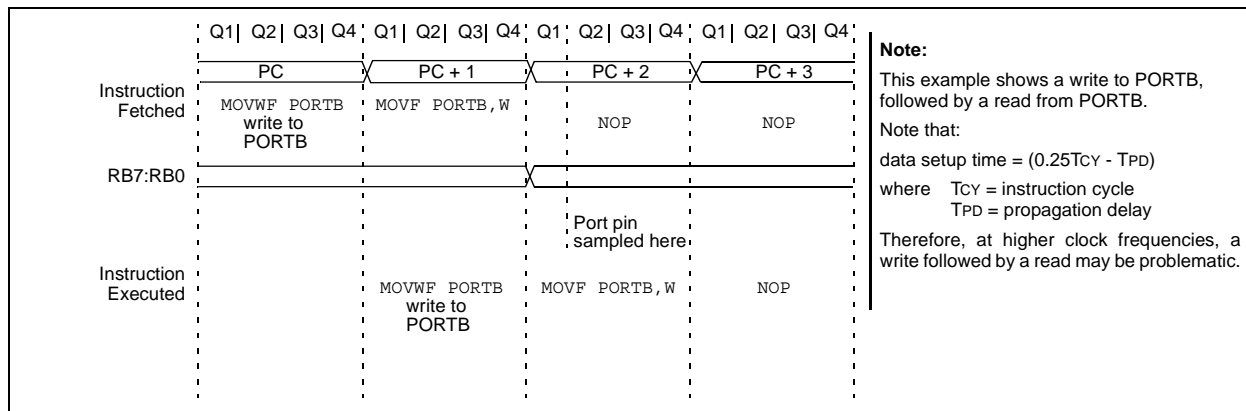 Q1| Q2| Q3| Q4 Q1| Q2| Q3| Q4 Q1 Q2| Q3| Q4 Q1| Q2| Q3| Q4
PC PC + 1 PC + 2 PC + 3
Instruction
Fetched
MOVWF PORTB
write to
PORTB
MOVF PORTB,W
NOP
NOP
RB7:RB0
Port pin
sampled here
Instruction
Executed
MOVWF PORTB
write to
PORTB
MOVF PORTB,W
NOP
Note:
This example shows a write to PORTB,
followed by a read from PORTB.
Note that:
data setup time = (0.25TCY - TPD)
where TCY = instruction cycle
TPD = propagation delay
Therefore, at higher clock frequencies, a
write followed by a read may be problematic.